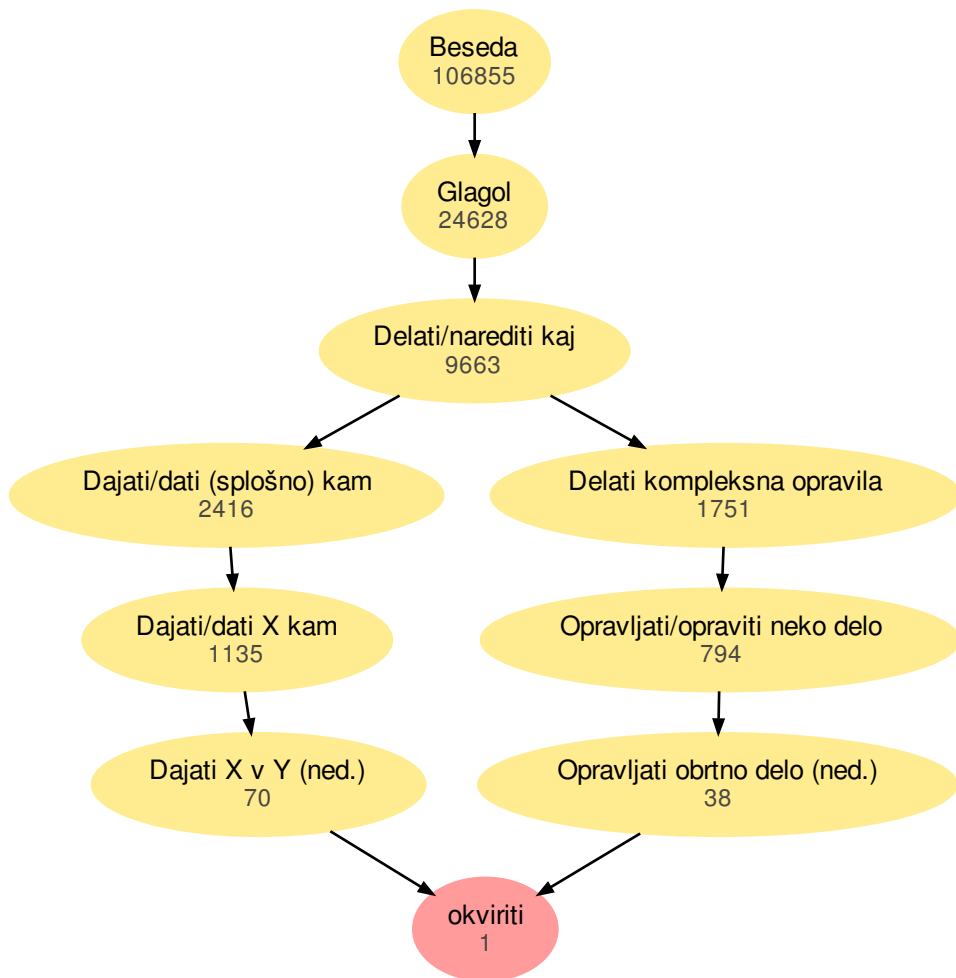 Beseda
106855
Glagol
24628
Delati/narediti kaj
9663
Dajati/dati (splošno) kam
2416
Delati kompleksna opravila
1751
Dajati/dati X kam
1135
Opravljati/opraviti neko delo
794
Dajati X v Y (ned.)
70
Opravljati obrtno delo (ned.)
38
okviriti
1